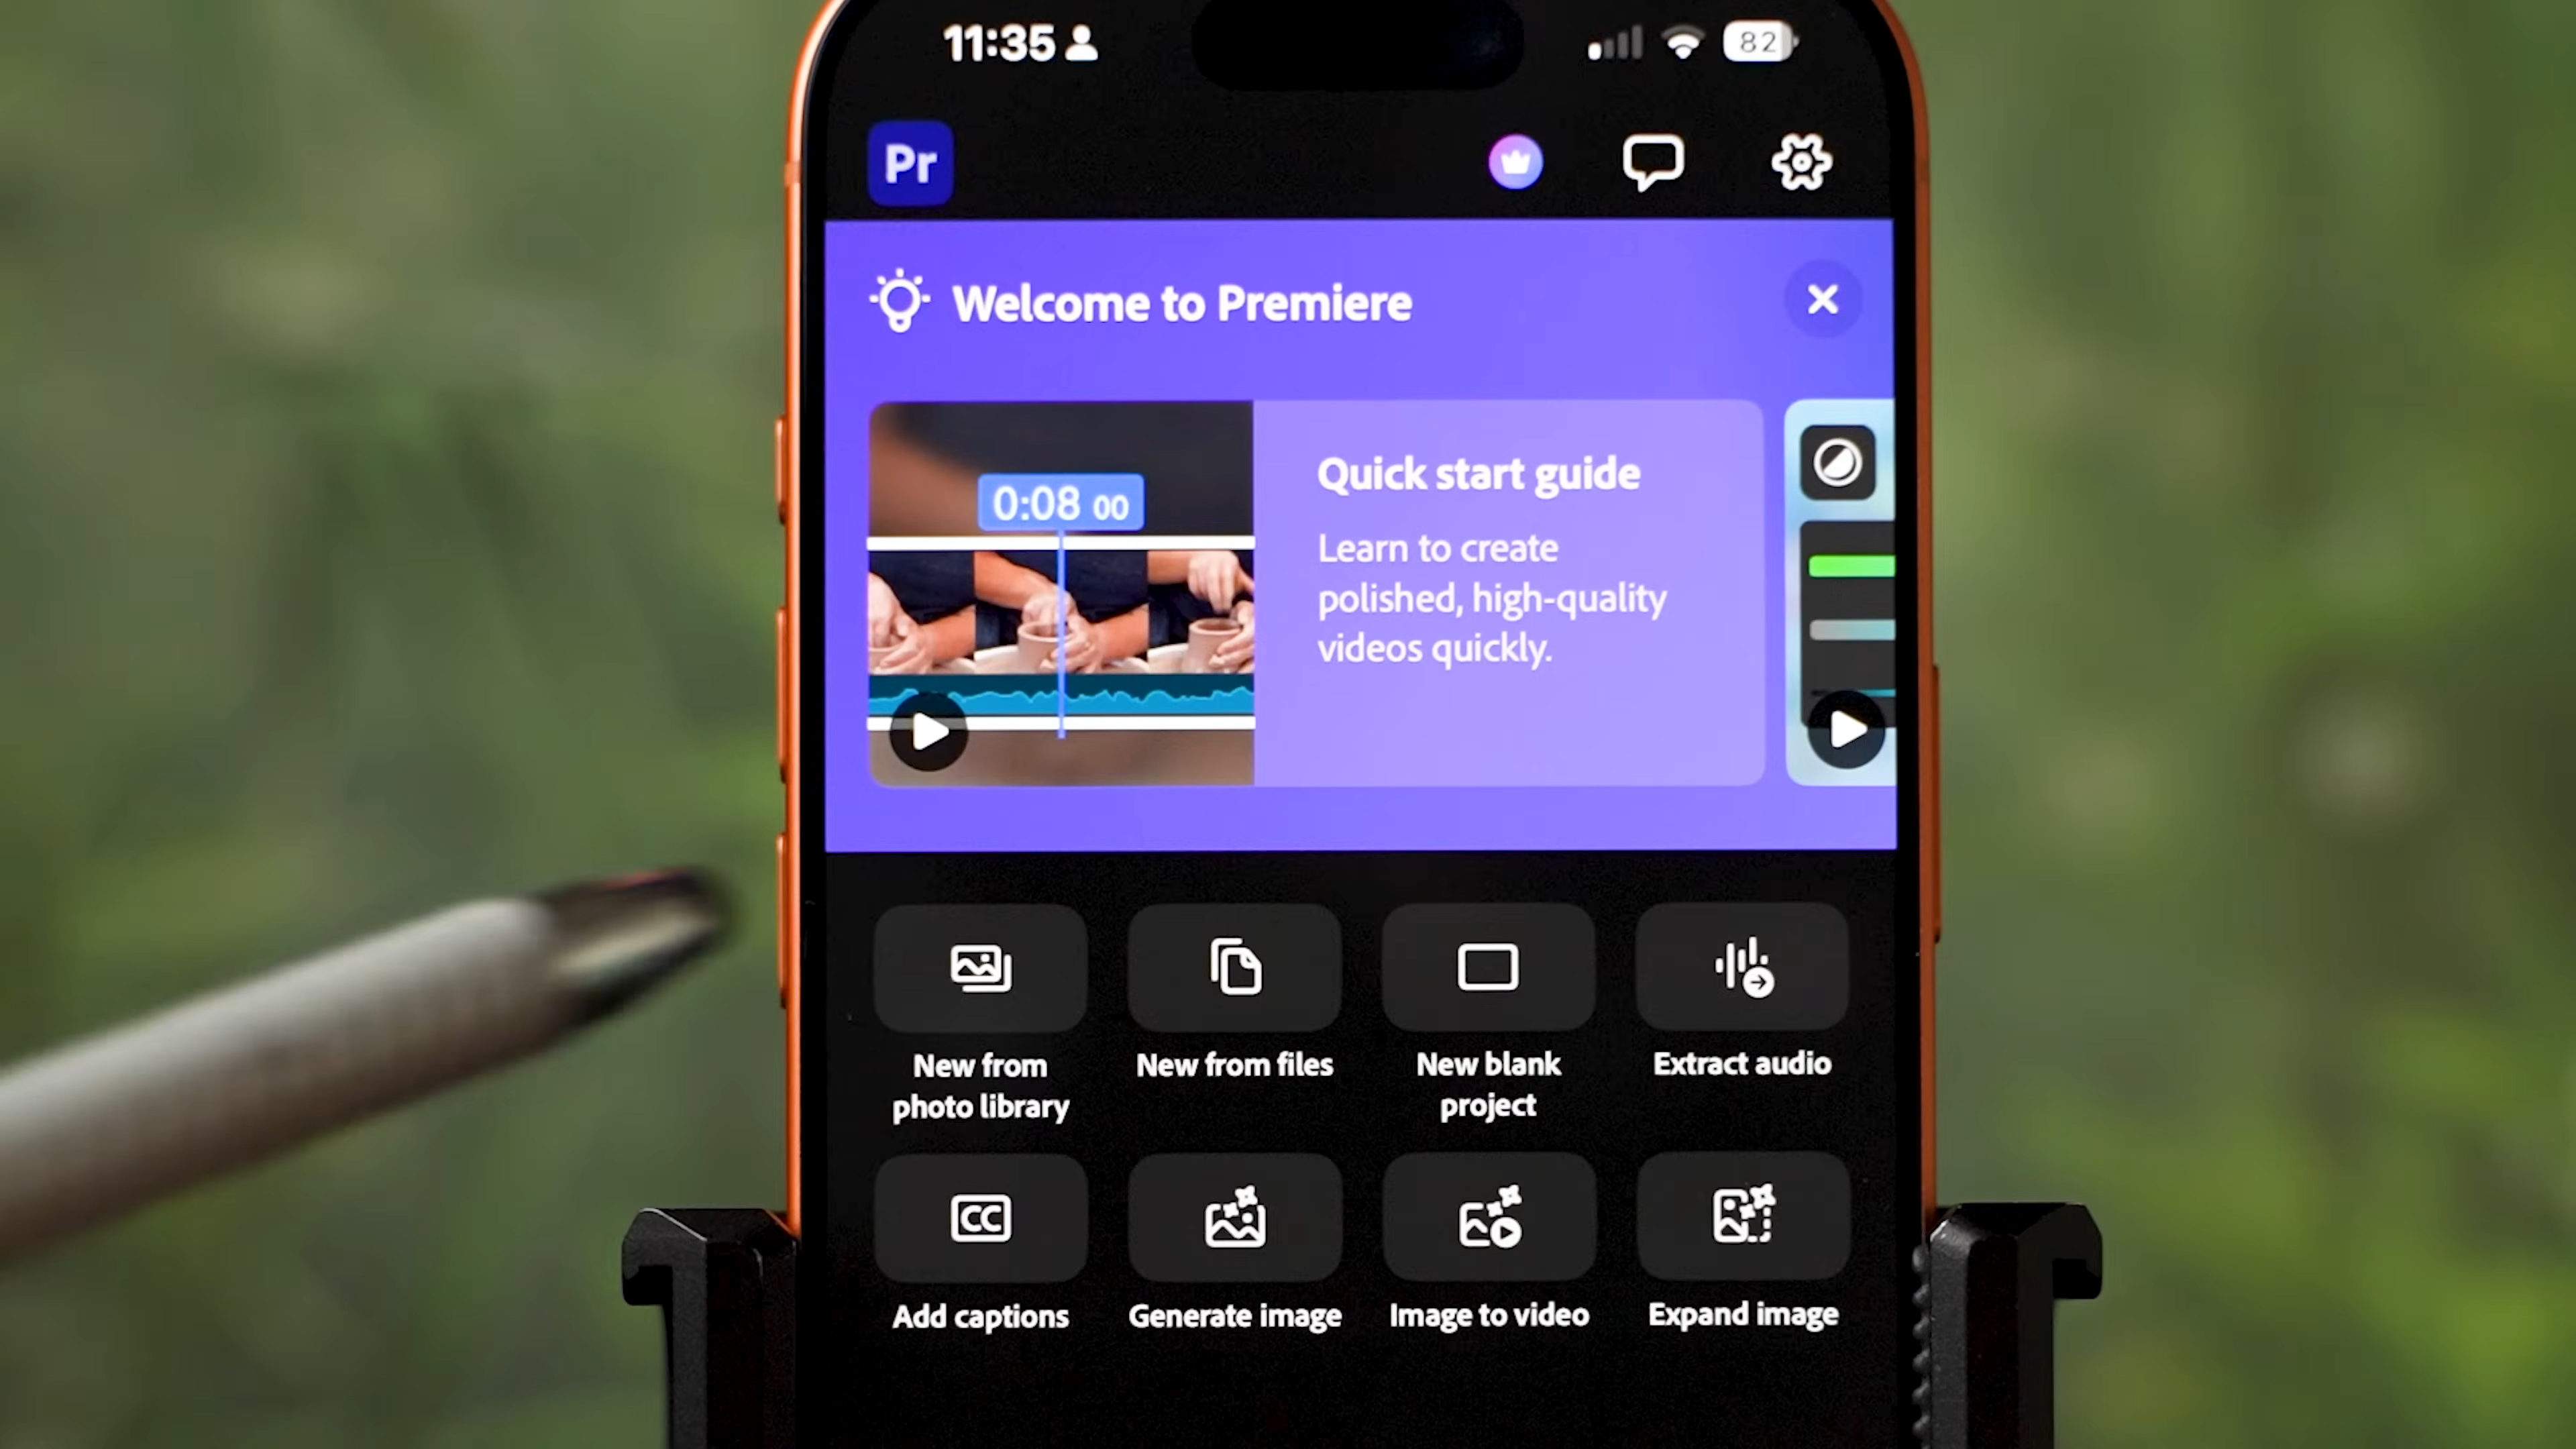 11:35
82
Pr
Welcome to Premiere
0:08 00
Quick start guide
Learn to create
polished, high-quality
videos quickly.
New from
photo library
New from files
New blank
project
Extract audio
CC
Add captions
Generate image
Image to video
Expand image